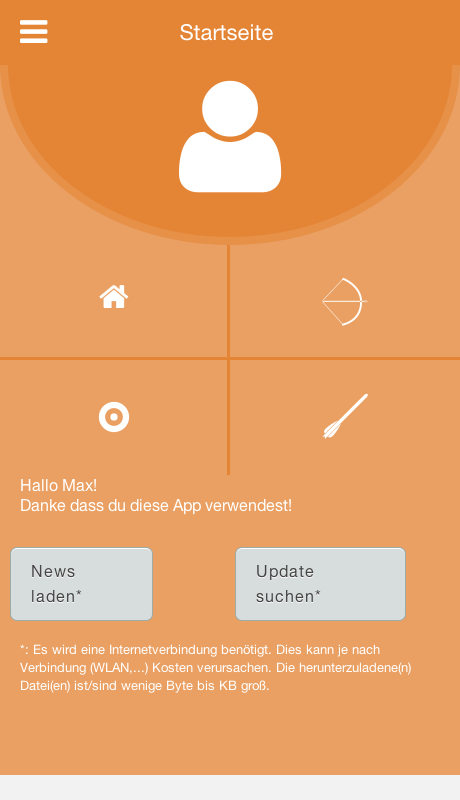 Startseite
Hallo Max!
Danke dass du diese App verwendest!
News
laden*
Update
suchen*
*: Es wird eine Internetverbindung benötigt. Dies kann je nach
Verbindung (WLAN,...) Kosten verursachen. Die herunterzuladene(n)
Datei(en) ist/sind wenige Byte bis KB groß.